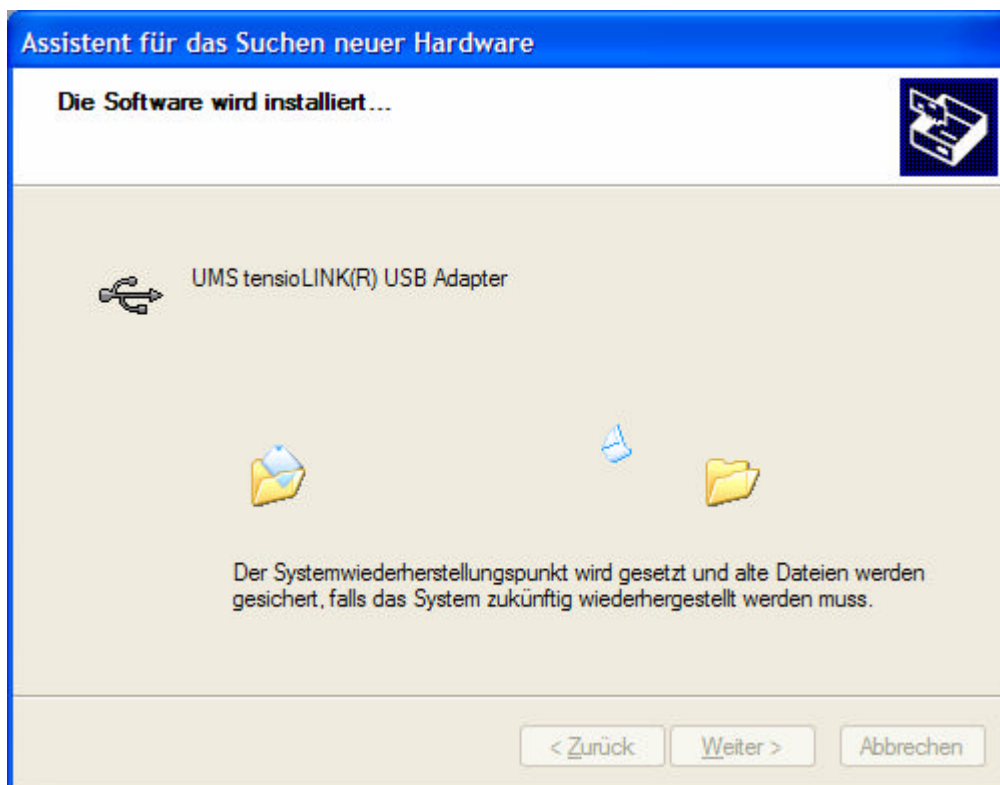 Assistent für das Suchen neuer Hardware
Die Software wird installiert...
UMS tensioLINK(R) USB Adapter
Der Systemwiederherstellungspunkt wird gesetzt und alte Dateien werden
gesichert, falls das System zukünftig wiederhergestellt werden muss.
< Zurück
Weiter >
Abbrechen